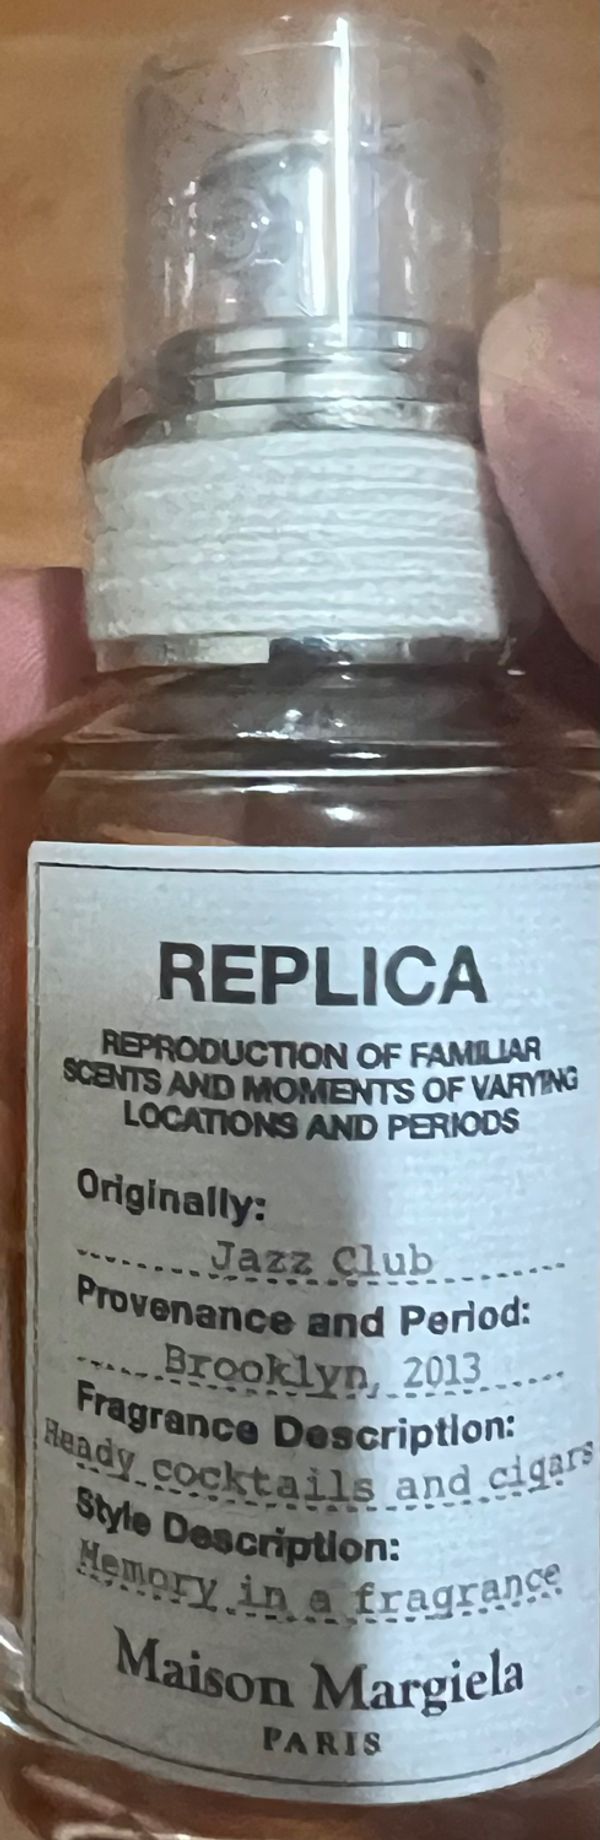 REPLICA
REPRODUCTION OF FAMILIAR
SCENTS AND MOMENTS OF VARYING
LOCATIONS AND PERIODS
Originally:
Jazz Club
Provenance and Period:
Brooklyn, 2013
Fragrance Description:
Heady cocktails and cigars
Style Description:
Memory in a fragrance
Maison Margiela
PARIS